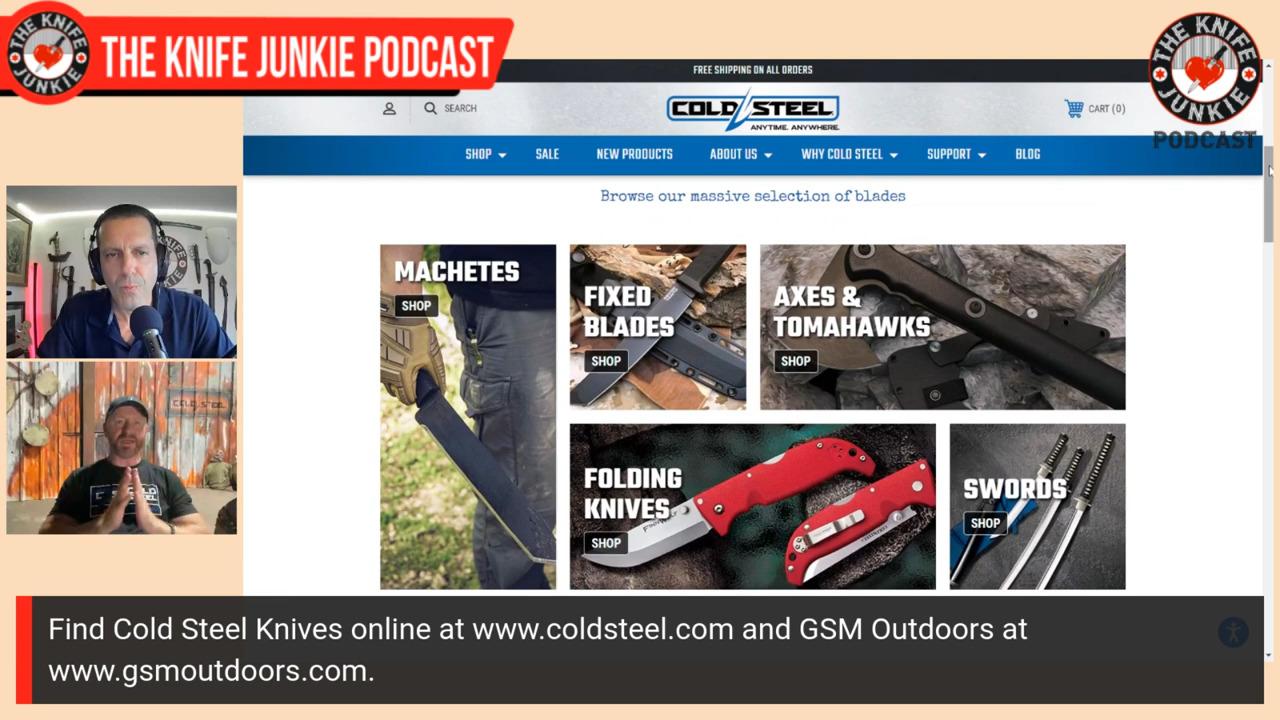 THE KNIFE JUNKIE
THE KNIFE JUNKIE PODCAST
THE KNIFE JUNKIE
PODCAST
FREE SHIPPING ON ALL ORDERS
SEARCH
COLD STEEL
ANYTIME. ANYWHERE.
CART (0)
SHOP
SALE
NEW PRODUCTS
ABOUT US
WHY COLD STEEL
SUPPORT
BLOG
Browse our massive selection of blades
MACHETES
SHOP
FIXED
BLADES
SHOP
AXES &
TOMAHAWKS
SHOP
FOLDING
KNIVES
SHOP
SWORDS
SHOP
COLD STEEL
Find Cold Steel Knives online at www.coldsteel.com and GSM Outdoors at
www.gsmoutdoors.com.